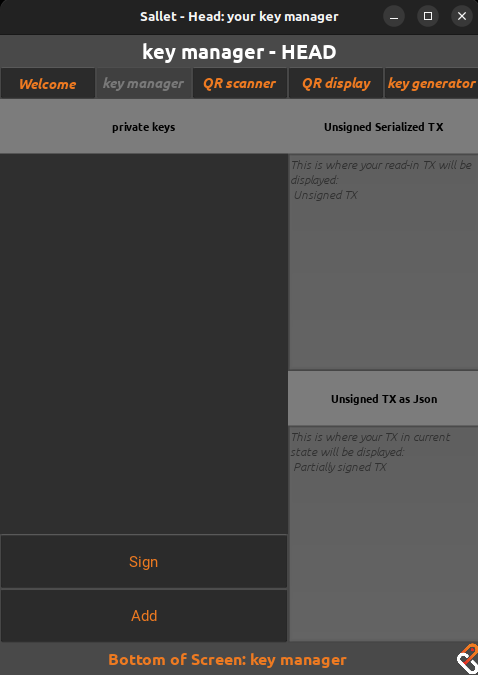 Sallet - Head: your key manager
key manager - HEAD
Welcome
key manager
QR scanner
QR display
key generator
private keys
Unsigned Serialized TX
This is where your read-in TX will be
displayed:
Unsigned TX
Unsigned TX as Json
This is where your TX in current
state will be displayed:
Partially signed TX
Sign
Add
Bottom of Screen: key manager